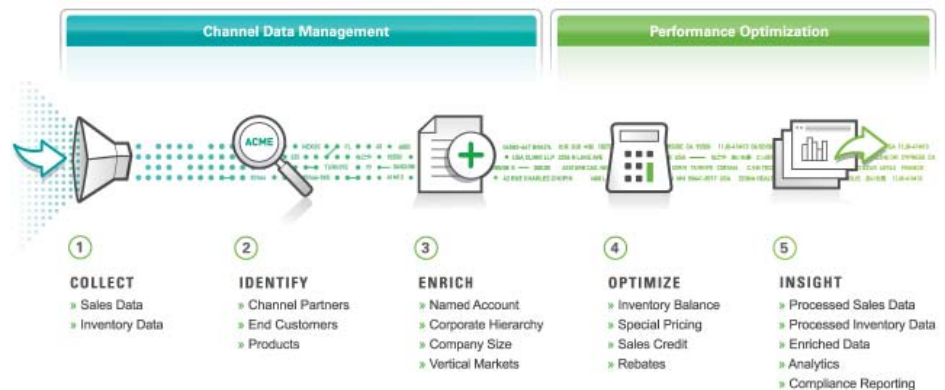 Channel Data Management
Performance Optimization
ACME
1
COLLECT
» Sales Data
» Inventory Data
2
IDENTIFY
» Channel Partners
» End Customers
» Products
3
ENRICH
» Named Account
» Corporate Hierarchy
» Company Size
» Vertical Markets
4
OPTIMIZE
» Inventory Balance
» Special Pricing
» Sales Credit
» Rebates
5
INSIGHT
» Processed Sales Data
» Processed Inventory Data
» Enriched Data
» Analytics
» Compliance Reporting